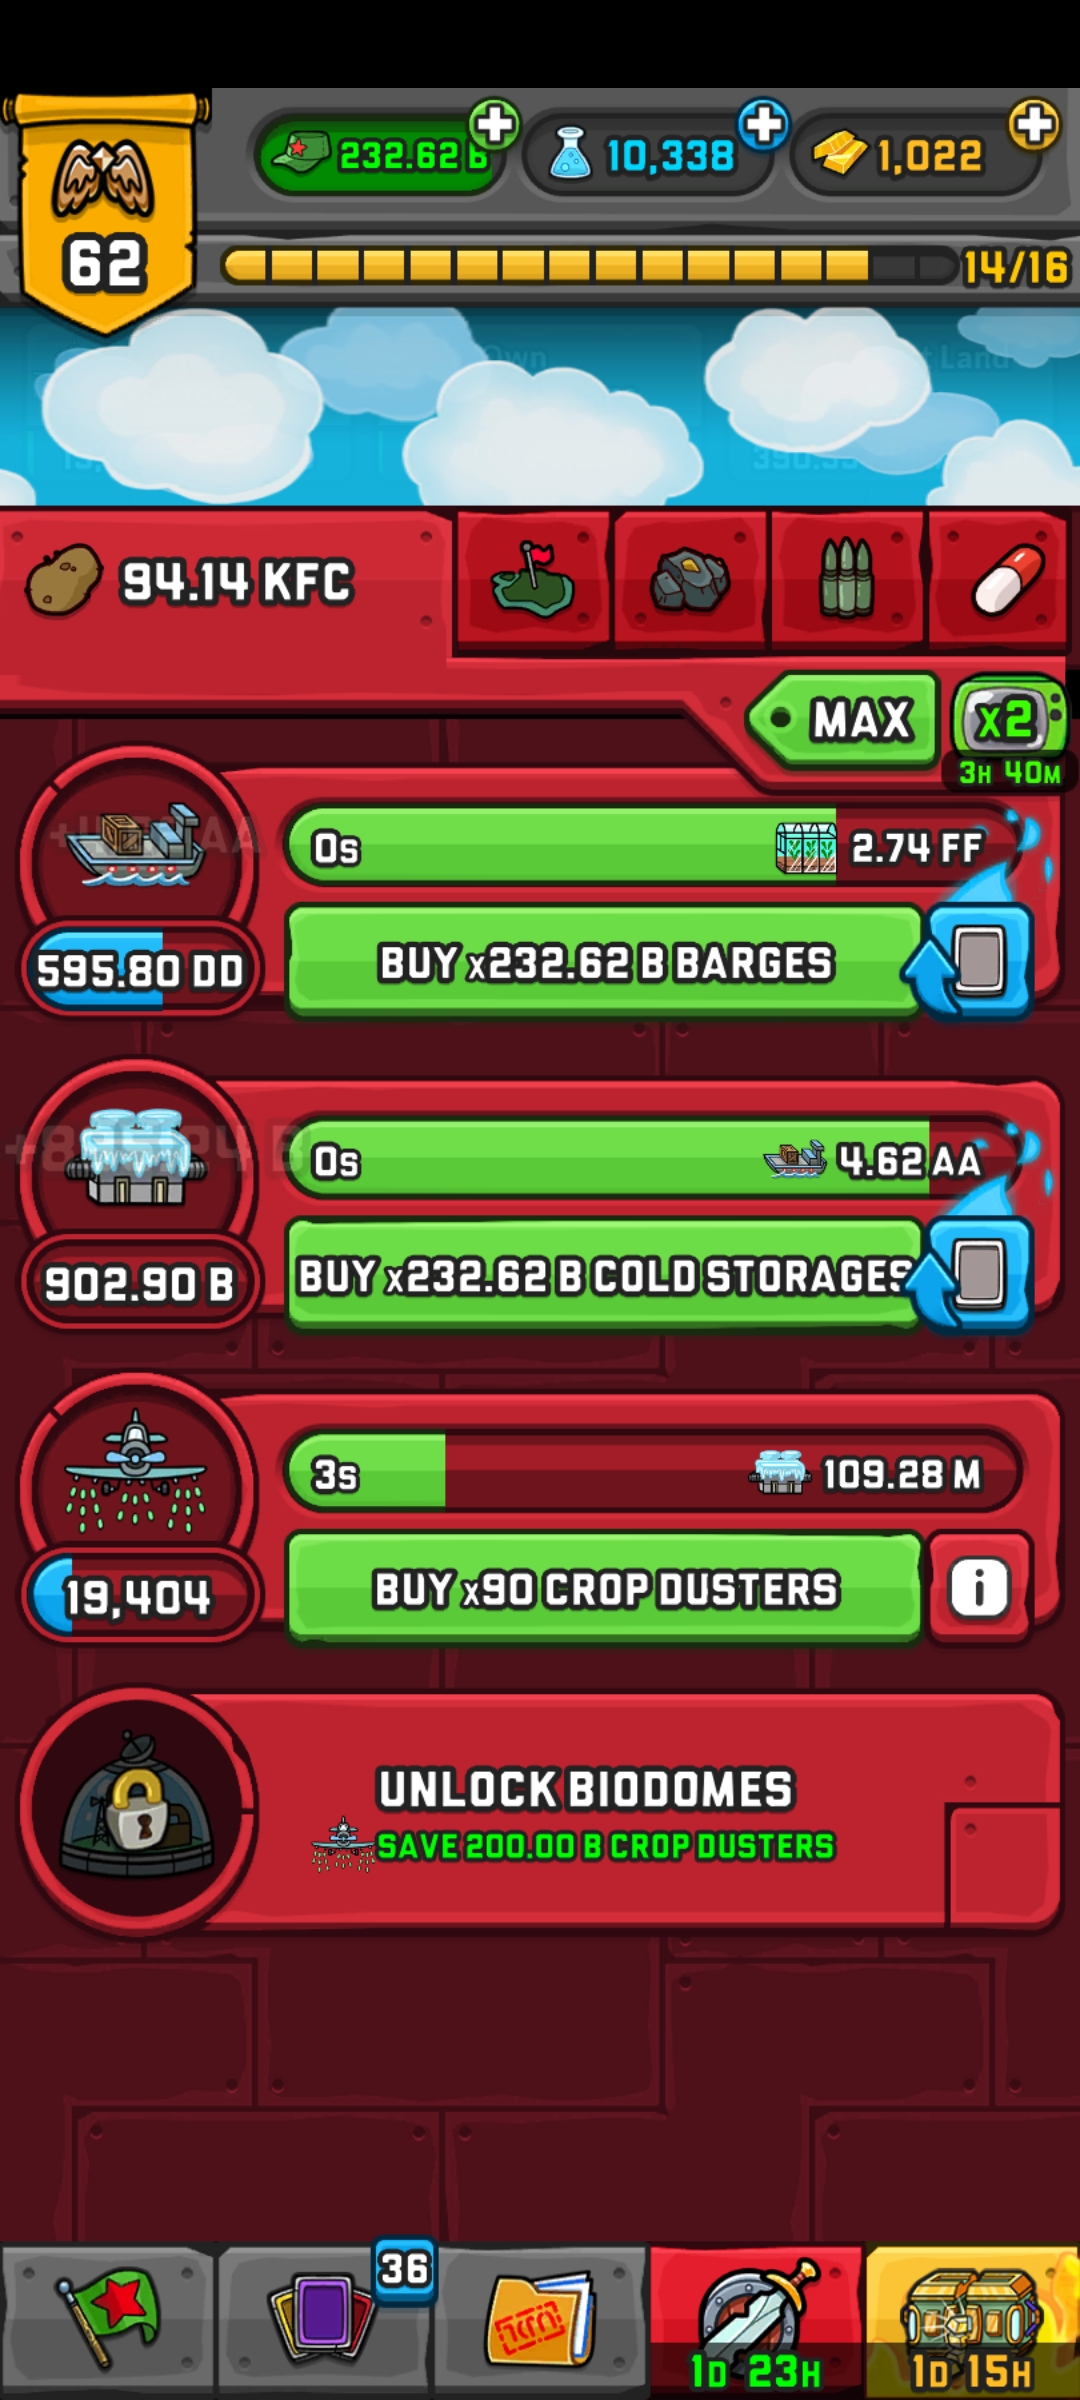 232.62 B
10,338
1,022
62
14/16
94.14 KFC
MAX
x2
3H 40M
0s
2.74 FF
595.80 DD
BUY x232.62 B BARGES
0s
4.62 AA
902.90 B
BUY x232.62 B COLD STORAGES
3s
109.28 M
19,404
BUY x90 CROP DUSTERS
i
UNLOCK BIODOMES
SAVE 200.00 B CROP DUSTERS
36
1D 23H
1D 15H